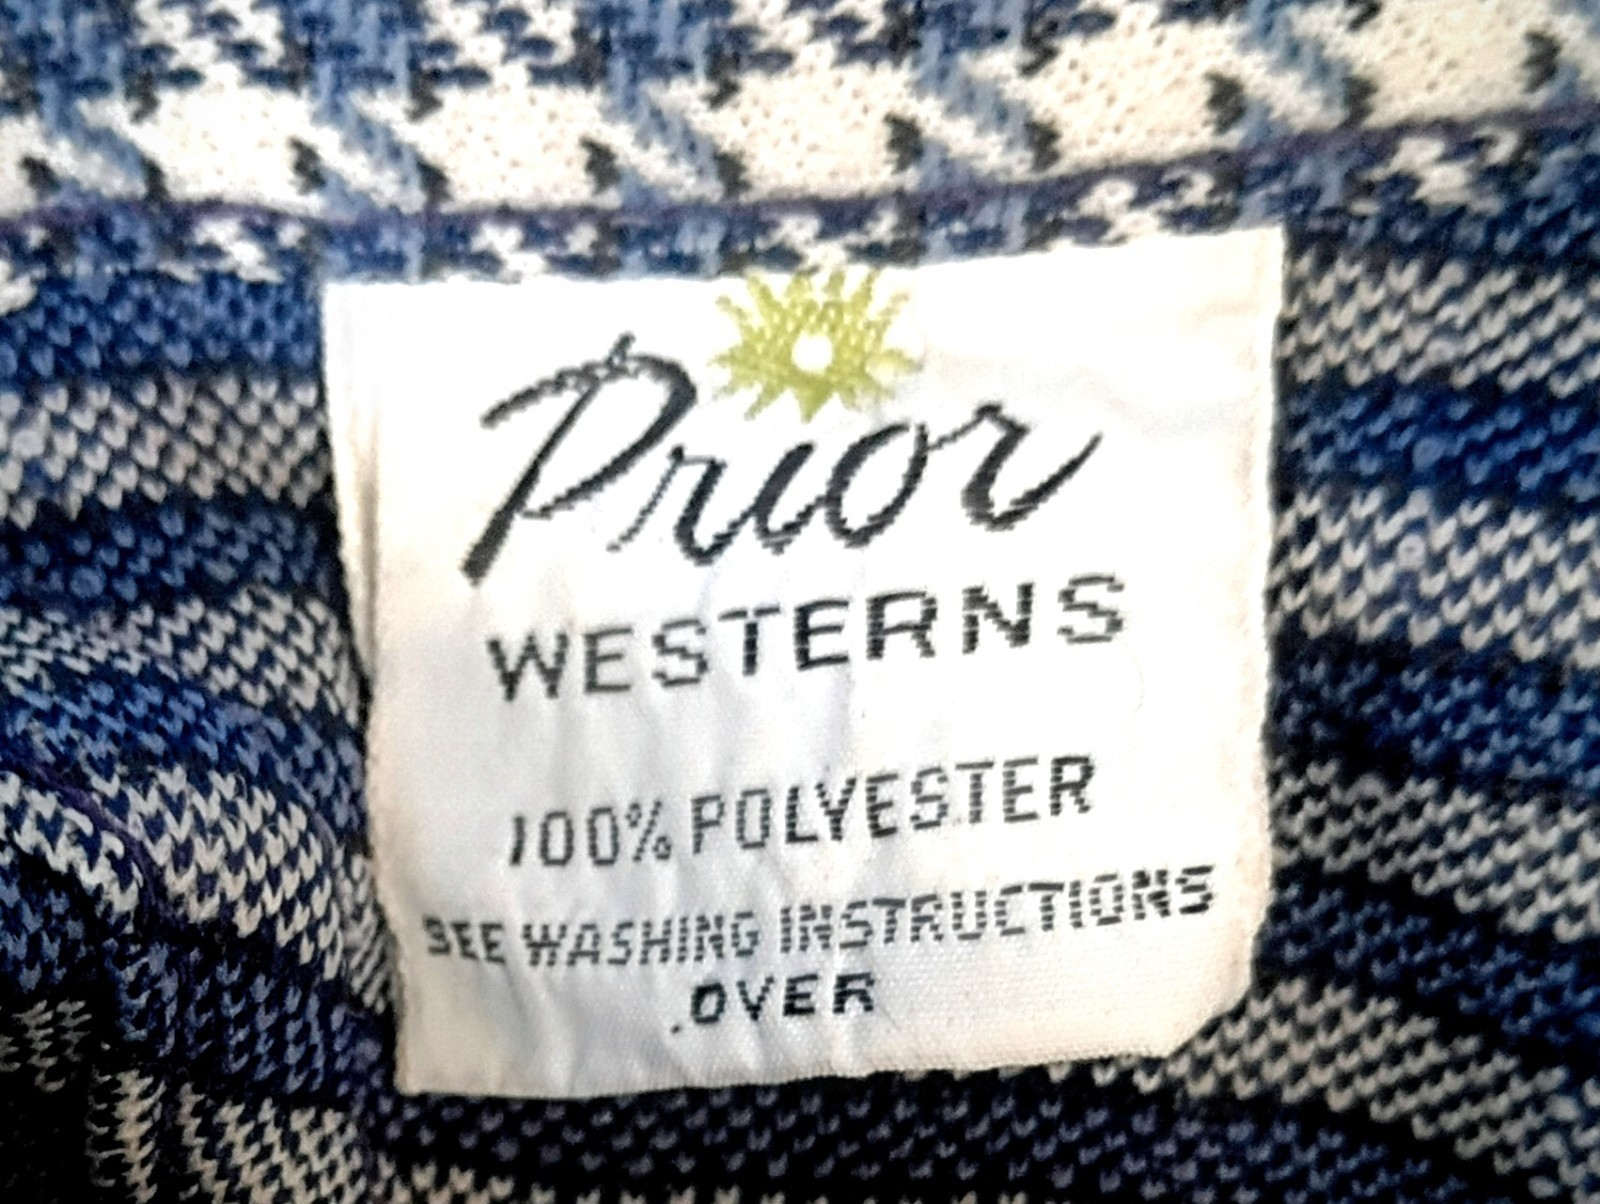 Prior
WESTERNS
100% POLYESTER
SEE WASHING INSTRUCTIONS
.OVER